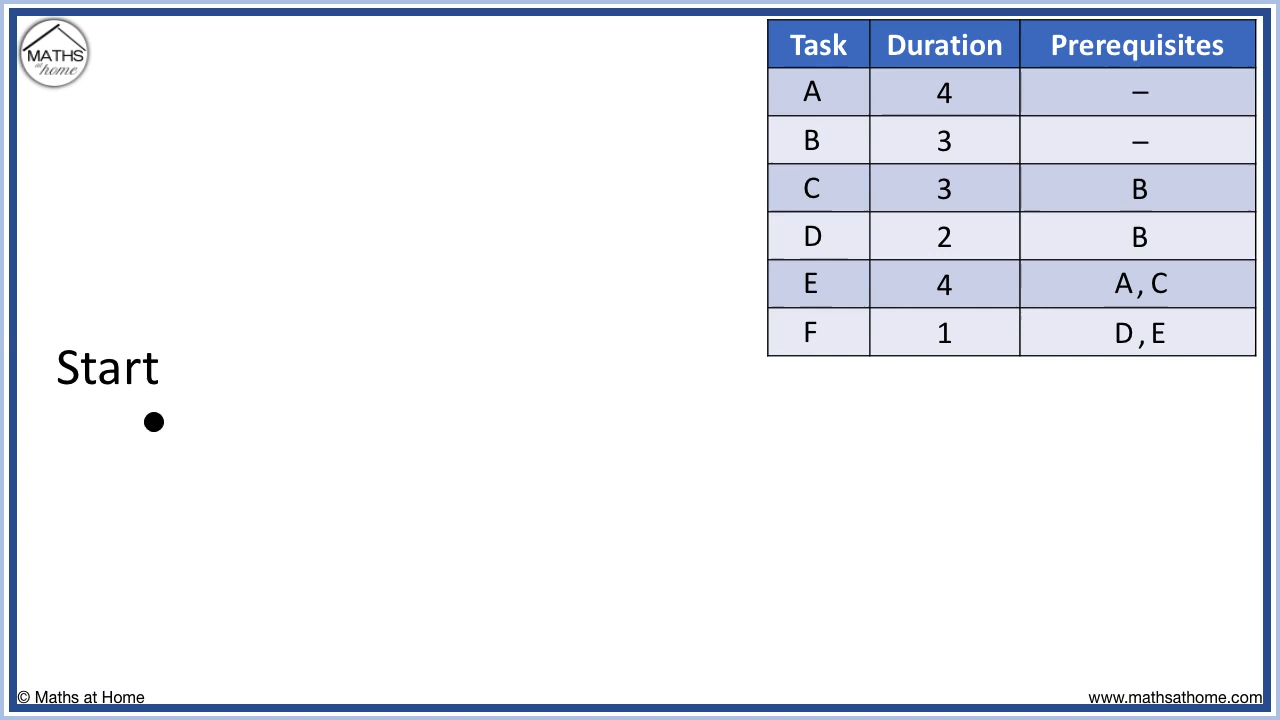 MATHS
at
home
Task Duration Prerequisites
A 4 –
B 3 –
C 3 B
D 2 B
E 4 A , C
F 1 D , E
Start
© Maths at Home
www.mathsathome.com